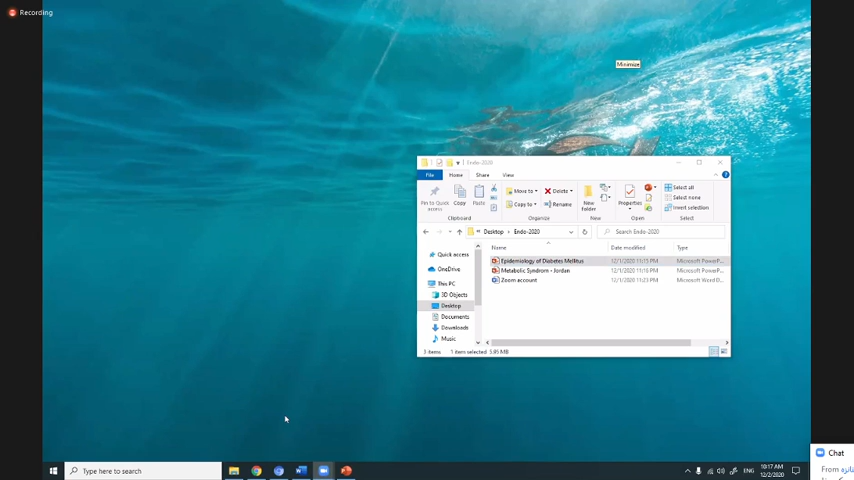 Recording
Minimize
Endo-2020
File Home Share View
Pin to Quick access
Copy
Paste
Move to
Copy to
Delete
Rename
New folder
Properties
Select all
Select none
Invert selection
Clipboard Organize New Open Select
Desktop › Endo-2020
Search Endo-2020
Name Date modified Type
Quick access
OneDrive
This PC
3D Objects
Desktop
Documents
Downloads
Music
Epidemiology of Diabetes Mellitus 12/1/2020 11:15 PM Microsoft PowerP...
Metabolic Syndrom - Jordan 12/1/2020 11:16 PM Microsoft PowerP...
Zoom account 12/1/2020 11:23 PM Microsoft Word D...
3 items 1 item selected 3.95 MB
Type here to search
ENG
10:17 AM
12/2/2020
Chat
From